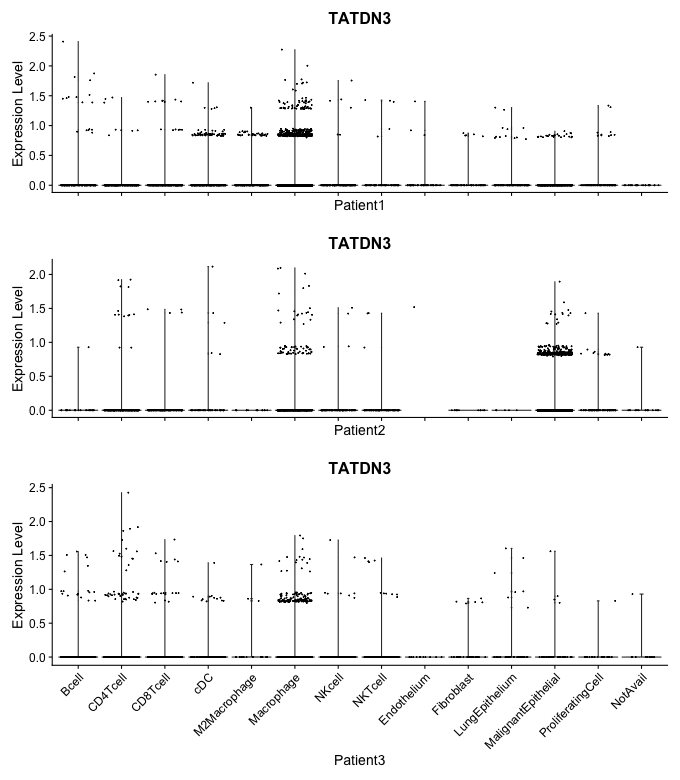 TATDN3
2.5
2.0
1.5
1.0
0.5
0.0
Expression Level
Patient1
TATDN3
2.0
1.5
1.0
0.5
0.0
Expression Level
Patient2
TATDN3
2.5
2.0
1.5
1.0
0.5
0.0
Expression Level
Bcell
CD4Tcell
CD8Tcell
cDC
M2Macrophage
Macrophage
NKcell
NKTcell
Endothelium
Fibroblast
LungEpithelium
MalignantEpithelial
ProliferatingCell
NotAvail
Patient3